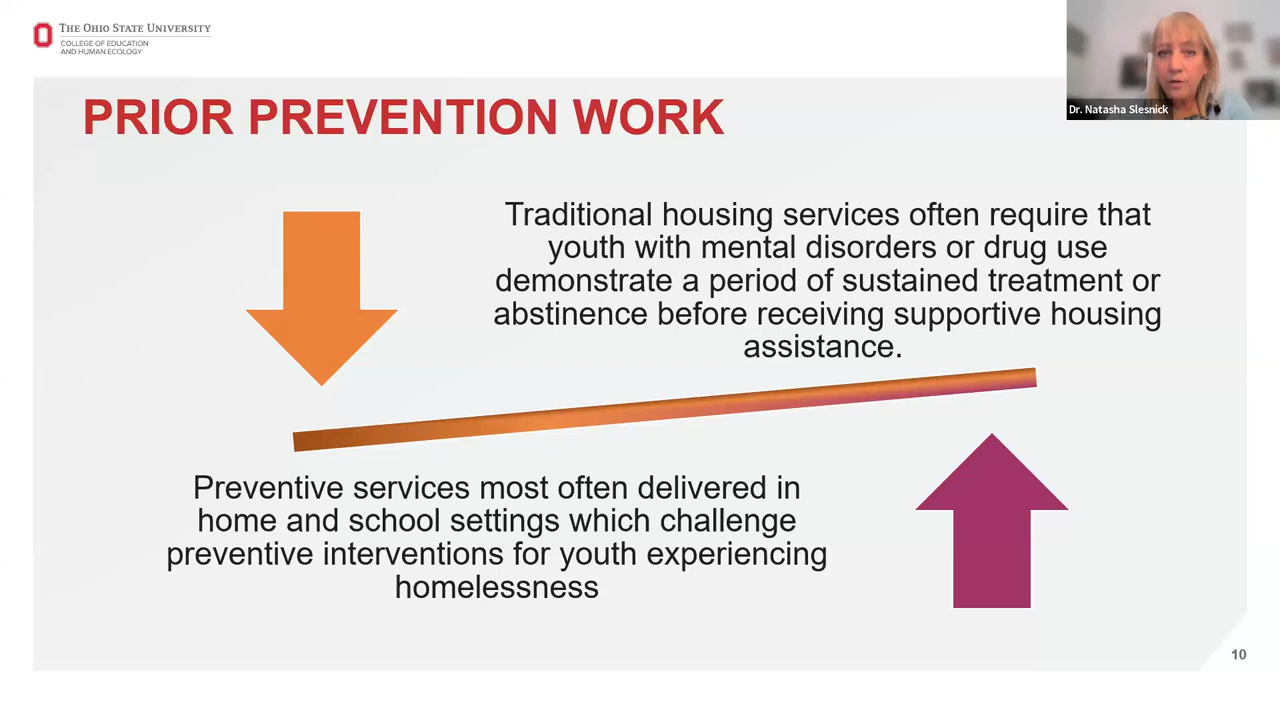 THE OHIO STATE UNIVERSITY
COLLEGE OF EDUCATION
AND HUMAN ECOLOGY
Dr. Natasha Slesnick
PRIOR PREVENTION WORK
Traditional housing services often require that
youth with mental disorders or drug use
demonstrate a period of sustained treatment or
abstinence before receiving supportive housing
assistance.
Preventive services most often delivered in
home and school settings which challenge
preventive interventions for youth experiencing
homelessness
10